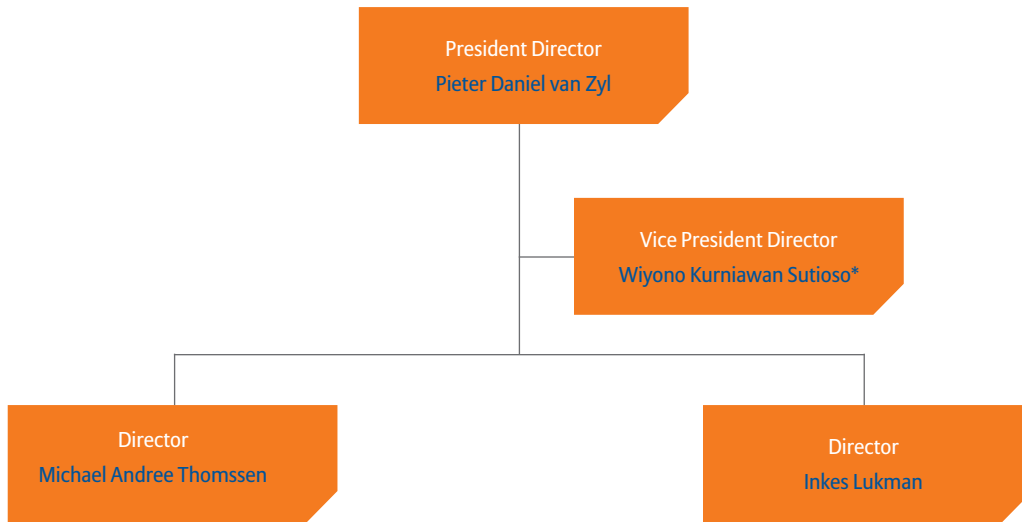 President Director
Pieter Daniel van Zyl
Vice President Director
Wiyono Kurniawan Sutioso*
Director
Michael Andree Thomssen
Director
Inkes Lukman